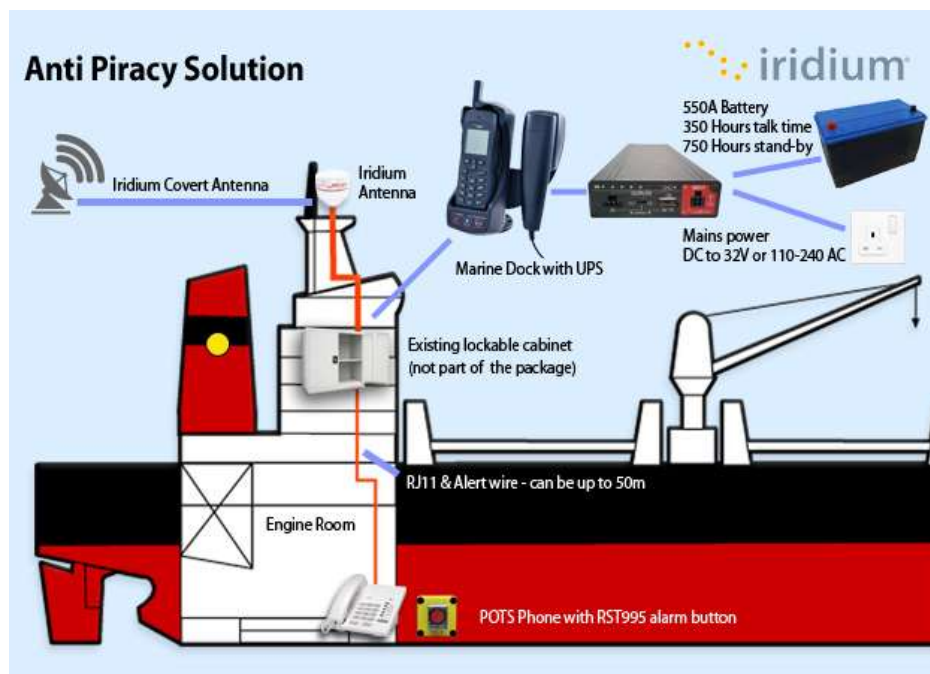 Anti Piracy Solution
iridium
550A Battery
350 Hours talk time
750 Hours stand-by
Iridium Covert Antenna
Iridium
Antenna
Marine Dock with UPS
Mains power
DC to 32V or 110-240 AC
Existing lockable cabinet
(not part of the package)
RJ11 & Alert wire - can be up to 50m
Engine Room
POTS Phone with RST995 alarm button